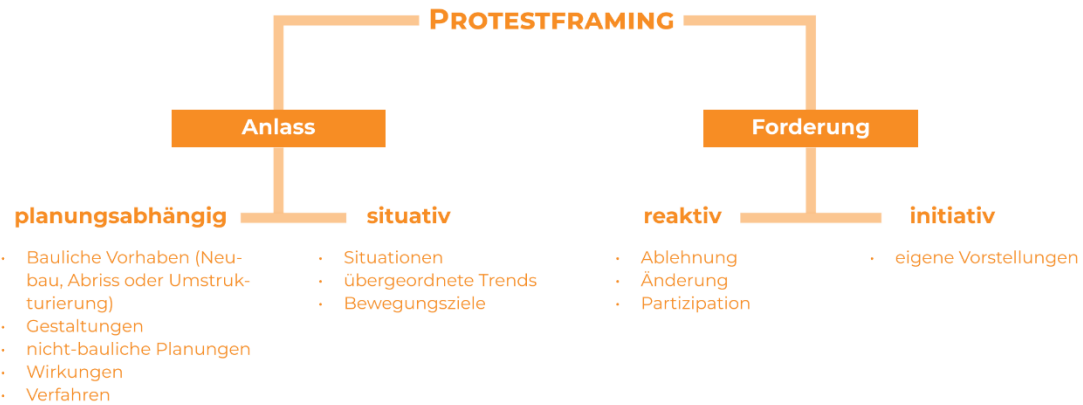 PROTESTFRAMING
Anlass
Forderung
planungsabhängig
situativ
reaktiv
initiativ
• Bauliche Vorhaben (Neu-
bau, Abriss oder Umstruk-
turierung)
• Gestaltungen
• nicht-bauliche Planungen
• Wirkungen
• Verfahren
• Situationen
• übergeordnete Trends
• Bewegungsziele
• Ablehnung
• Änderung
• Partizipation
• eigene Vorstellungen